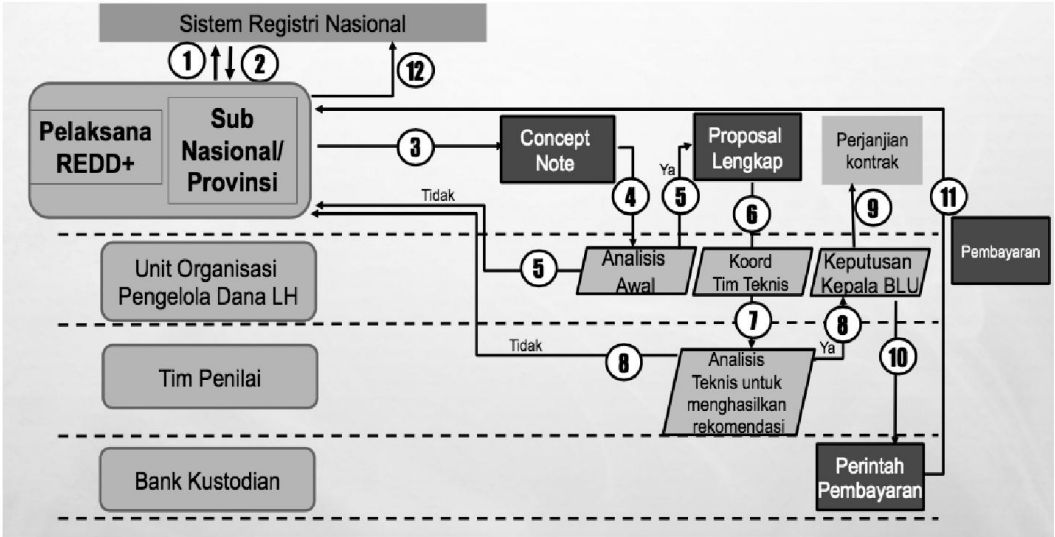 Sistem Registri Nasional
1
2
12
Pelaksana
REDD+
Sub
Nasional/
Provinsi
3
Concept
Note
4
Ya
5
Proposal
Lengkap
6
Perjanjian
kontrak
9
11
Pembayaran
Tidak
5
Unit Organisasi
Pengelola Dana LH
Analisis
Awal
Koord
Tim Teknis
Keputusan
Kepala BLU
7
8
10
Tidak
8
Ya
Tim Penilai
Analisis
Teknis untuk
menghasilkan
rekomendasi
Bank Kustodian
Perintah
Pembayaran